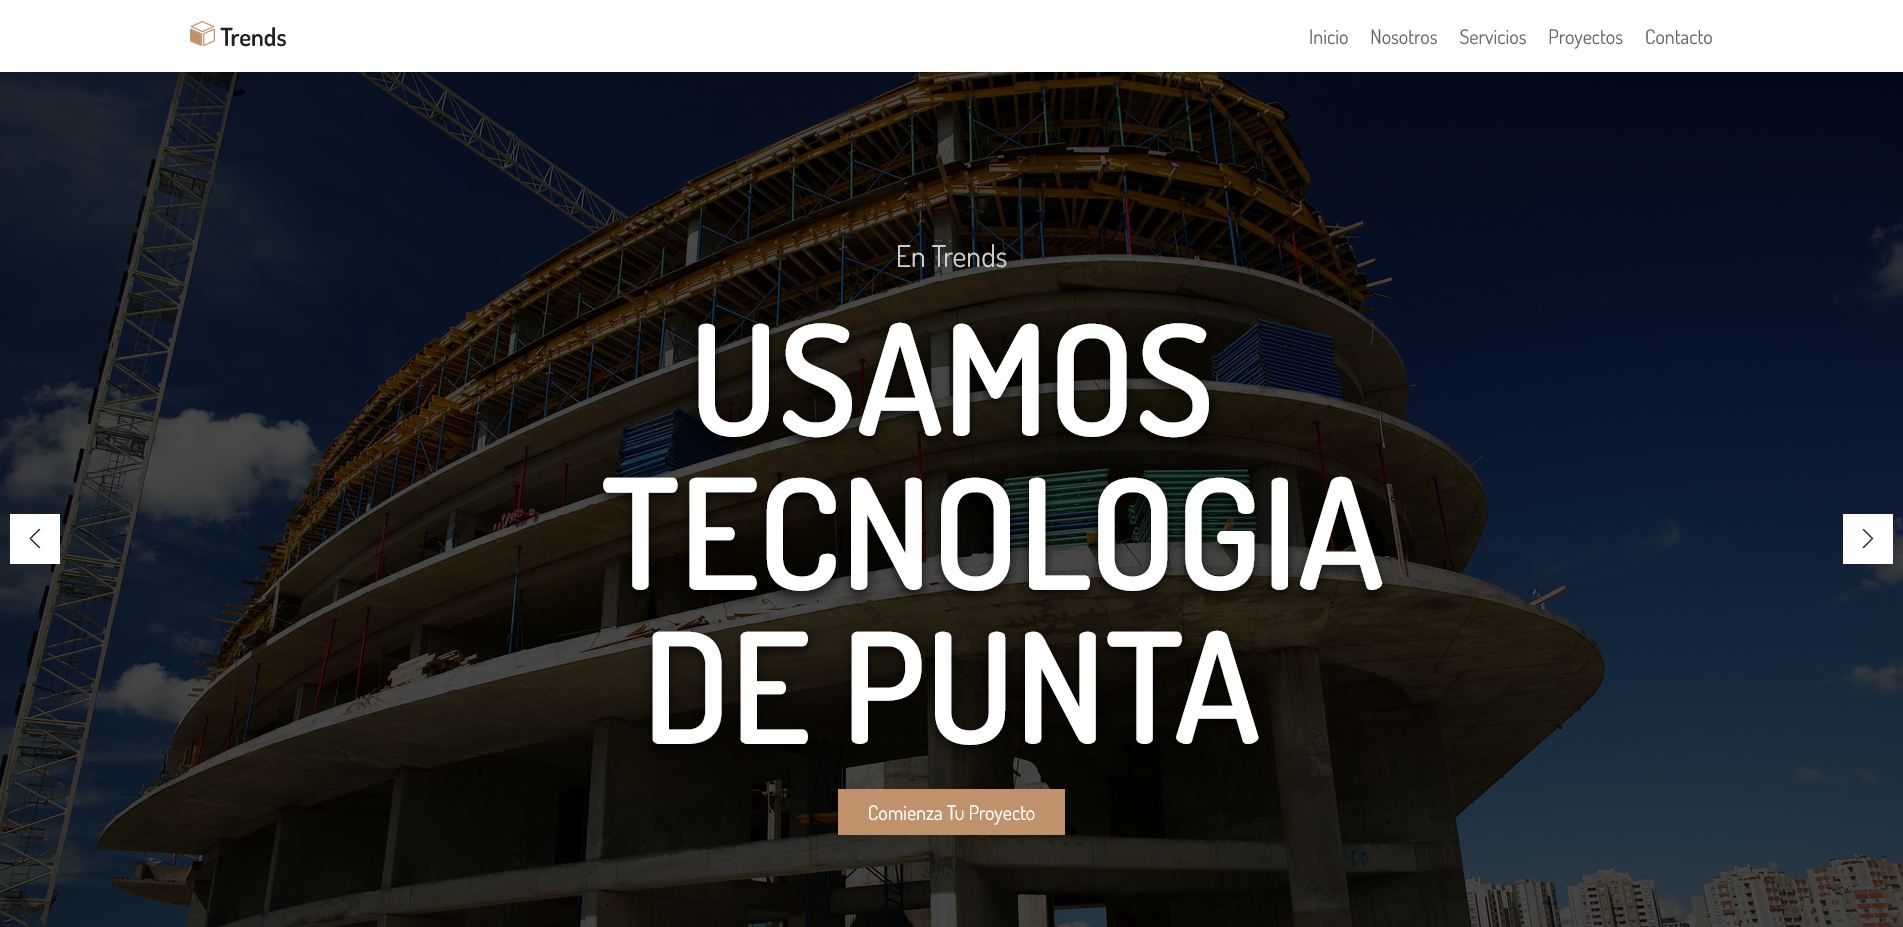 Trends
Inicio Nosotros Servicios Proyectos Contacto
En Trends
USAMOS
TECNOLOGIA
DE PUNTA
Comienza Tu Proyecto